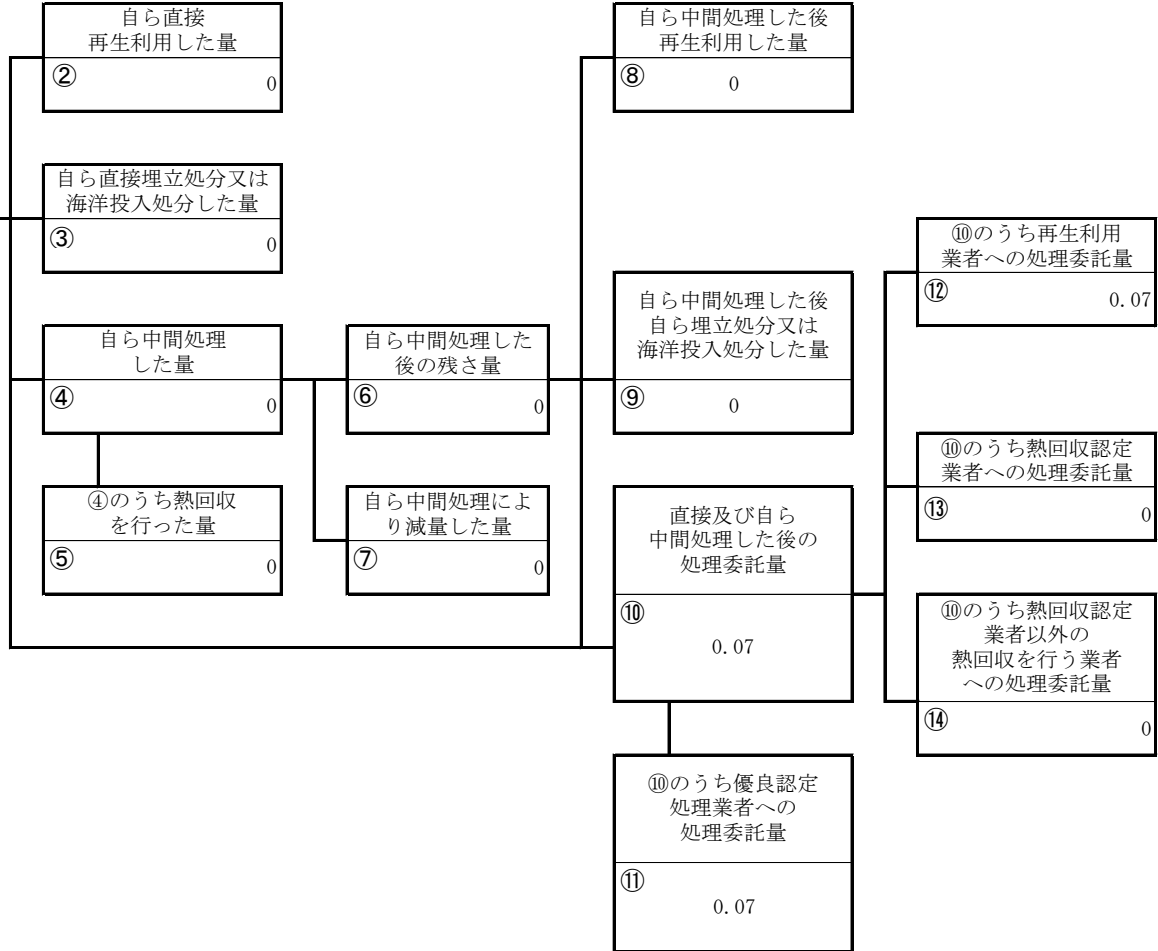 自ら直接
再生利用した量
② 0
自ら中間処理した後
再生利用した量
⑧ 0
自ら直接埋立処分又は
海洋投入処分した量
③ 0
⑩のうち再生利用
業者への処理委託量
⑫ 0.07
自ら中間処理
した量
④ 0
自ら中間処理した
後の残さ量
⑥ 0
自ら中間処理した後
自ら埋立処分又は
海洋投入処分した量
⑨ 0
⑩のうち熱回収認定
業者への処理委託量
⑬ 0
④のうち熱回収
を行った量
⑤ 0
自ら中間処理によ
り減量した量
⑦ 0
直接及び自ら
中間処理した後の
処理委託量
⑩
0.07
⑩のうち熱回収認定
業者以外の
熱回収を行う業者
への処理委託量
⑭ 0
⑩のうち優良認定
処理業者への
処理委託量
⑪
0.07